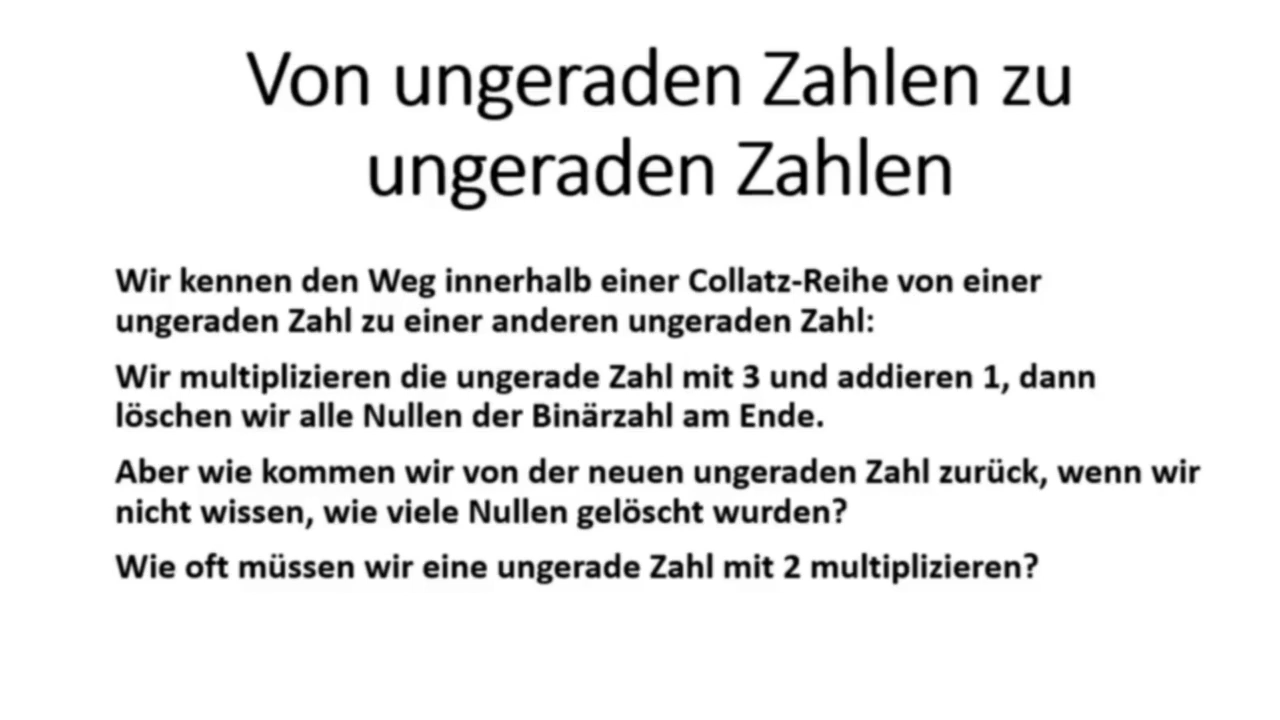 Von ungeraden Zahlen zu
ungeraden Zahlen
Wir kennen den Weg innerhalb einer Collatz-Reihe von einer
ungeraden Zahl zu einer anderen ungeraden Zahl:
Wir multiplizieren die ungerade Zahl mit 3 und addieren 1, dann
löschen wir alle Nullen der Binärzahl am Ende.
Aber wie kommen wir von der neuen ungeraden Zahl zurück, wenn wir
nicht wissen, wie viele Nullen gelöscht wurden?
Wie oft müssen wir eine ungerade Zahl mit 2 multiplizieren?